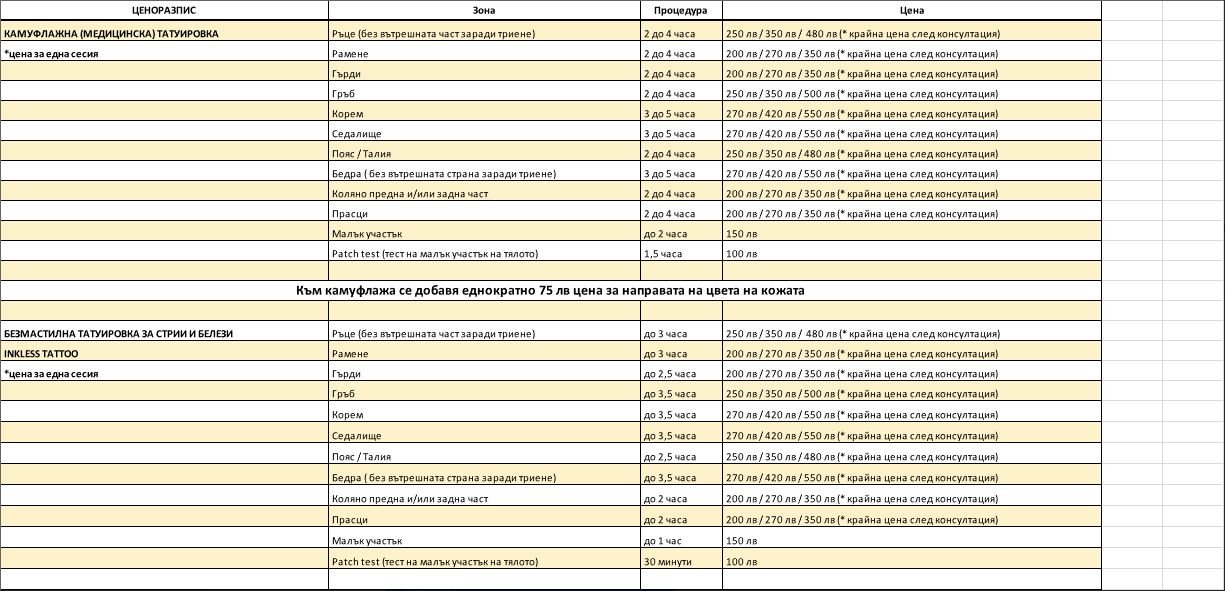 ЦЕНОРАЗПИС Зона Процедура Цена
КАМУФЛАЖНА (МЕДИЦИНСКА) ТАТУИРОВКА Ръце (без вътрешната част заради триене) 2 до 4 часа 250 лв / 350 лв / 480 лв (* крайна цена след консултация)
*цена за една сесия Рамене 2 до 4 часа 200 лв / 270 лв / 350 лв (* крайна цена след консултация)
Гърди 2 до 4 часа 200 лв / 270 лв / 350 лв (* крайна цена след консултация)
Гръб 2 до 4 часа 250 лв / 350 лв / 500 лв (* крайна цена след консултация)
Корем 3 до 5 часа 270 лв / 420 лв / 550 лв (* крайна цена след консултация)
Седалище 3 до 5 часа 270 лв / 420 лв / 550 лв (* крайна цена след консултация)
Пояс / Талия 2 до 4 часа 250 лв / 350 лв / 480 лв (* крайна цена след консултация)
Бедра ( без вътрешната страна заради триене) 3 до 5 часа 270 лв / 420 лв / 550 лв (* крайна цена след консултация)
Коляно предна и/или задна част 2 до 4 часа 200 лв / 270 лв / 350 лв (* крайна цена след консултация)
Прасци 2 до 4 часа 200 лв / 270 лв / 350 лв (* крайна цена след консултация)
Малък участък до 2 часа 150 лв
Patch test (тест на малък участък на тялото) 1,5 часа 100 лв
Към камуфлажа се добавя еднократно 75 лв цена за направата на цвета на кожата
БЕЗМАСТИЛНА ТАТУИРОВКА ЗА СТРИИ И БЕЛЕЗИ Ръце (без вътрешната част заради триене) до 3 часа 250 лв / 350 лв / 480 лв (* крайна цена след консултация)
INKLESS TATTOO Рамене до 3 часа 200 лв / 270 лв / 350 лв (* крайна цена след консултация)
*цена за една сесия Гърди до 2,5 часа 200 лв / 270 лв / 350 лв (* крайна цена след консултация)
Гръб до 3,5 часа 250 лв / 350 лв / 500 лв (* крайна цена след консултация)
Корем до 3,5 часа 270 лв / 420 лв / 550 лв (* крайна цена след консултация)
Седалище до 3,5 часа 270 лв / 420 лв / 550 лв (* крайна цена след консултация)
Пояс / Талия до 2,5 часа 250 лв / 350 лв / 480 лв (* крайна цена след консултация)
Бедра ( без вътрешната страна заради триене) до 3,5 часа 270 лв / 420 лв / 550 лв (* крайна цена след консултация)
Коляно предна и/или задна част до 2 часа 200 лв / 270 лв / 350 лв (* крайна цена след консултация)
Прасци до 2 часа 200 лв / 270 лв / 350 лв (* крайна цена след консултация)
Малък участък до 1 час 150 лв
Patch test (тест на малък участък на тялото) 30 минути 100 лв